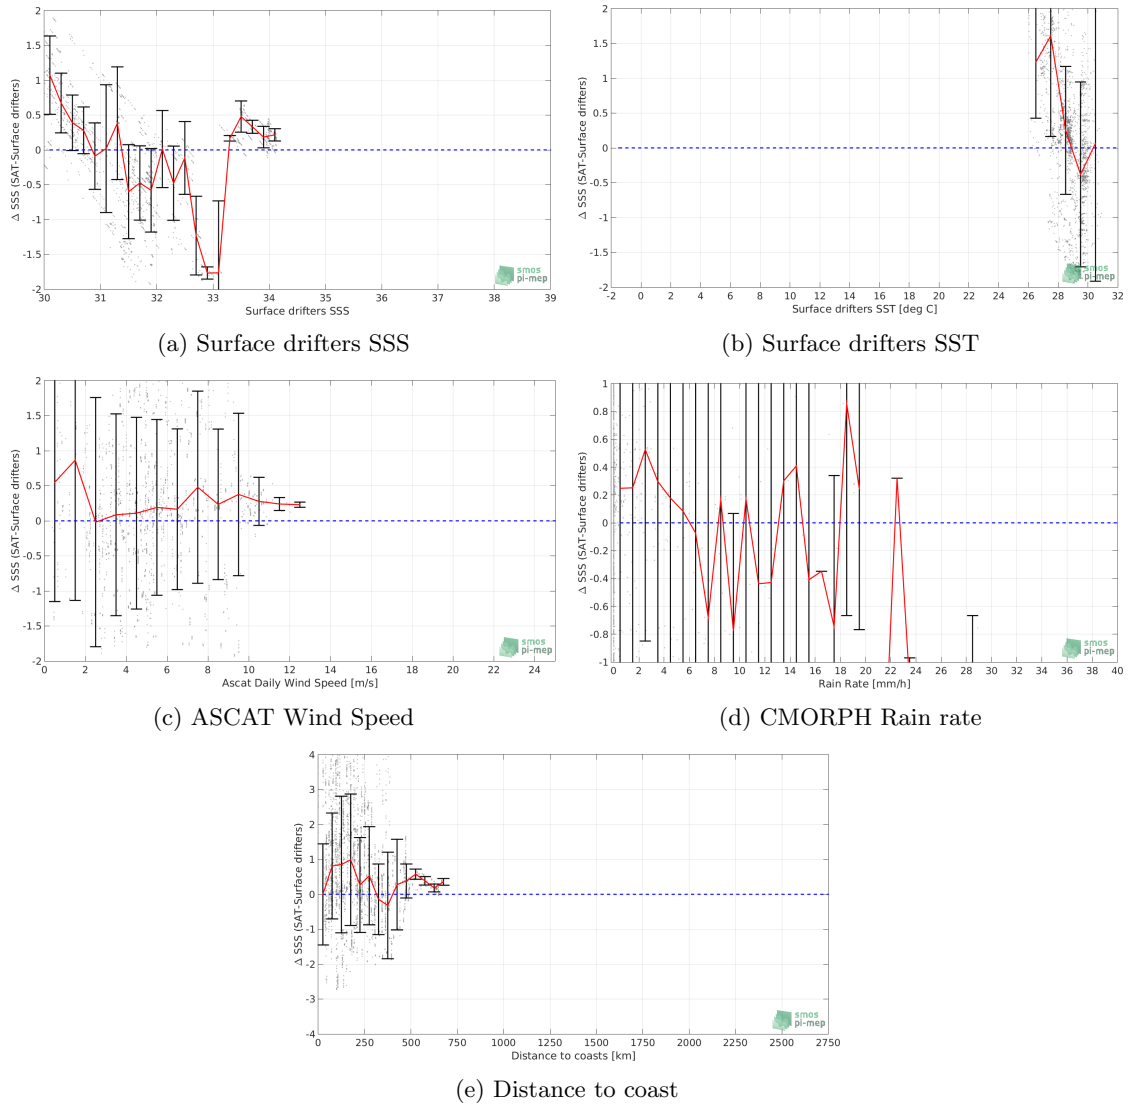 2
1.5
1
0.5
0
-0.5
-1
-1.5
-2
Δ SSS (SAT-Surface drifters)
30 31 32 33 34 35 36 37 38 39
Surface drifters SSS
smos
pi-mep
(a) Surface drifters SSS
2
1.5
1
0.5
0
-0.5
-1
-1.5
-2
Δ SSS (SAT-Surface drifters)
-2 0 2 4 6 8 10 12 14 16 18 20 22 24 26 28 30 32
Surface drifters SST [deg C]
smos
pi-mep
(b) Surface drifters SST
2
1.5
1
0.5
0
-0.5
-1
-1.5
-2
Δ SSS (SAT-Surface drifters)
0 2 4 6 8 10 12 14 16 18 20 22 24
Ascat Daily Wind Speed [m/s]
smos
pi-mep
(c) ASCAT Wind Speed
1
0.8
0.6
0.4
0.2
0
-0.2
-0.4
-0.6
-0.8
-1
Δ SSS (SAT-Surface drifters)
0 2 4 6 8 10 12 14 16 18 20 22 24 26 28 30 32 34 36 38 40
Rain Rate [mm/h]
smos
pi-mep
(d) CMORPH Rain rate
4
3
2
1
0
-1
-2
-3
-4
Δ SSS (SAT-Surface drifters)
0 250 500 750 1000 1250 1500 1750 2000 2250 2500 2750
Distance to coasts [km]
smos
pi-mep
(e) Distance to coast